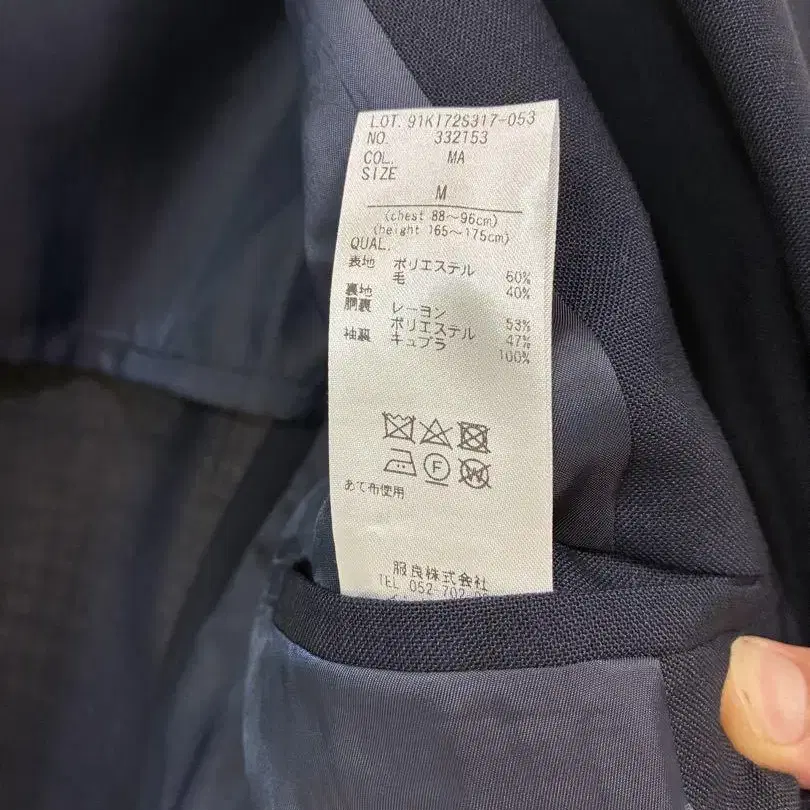 LOT. 91K172S317-053
NO. 332153
COL. MA
SIZE
M
(chest 88～96cm)
(height 165～175cm)
QUAL.
表地 ポリエステル 60%
毛 40%
裏地
胴裏 レーヨン 53%
ポリエステル 47%
袖裏 キュプラ 100%
F
W
あて布使用
服良株式会社
TEL 052-702-